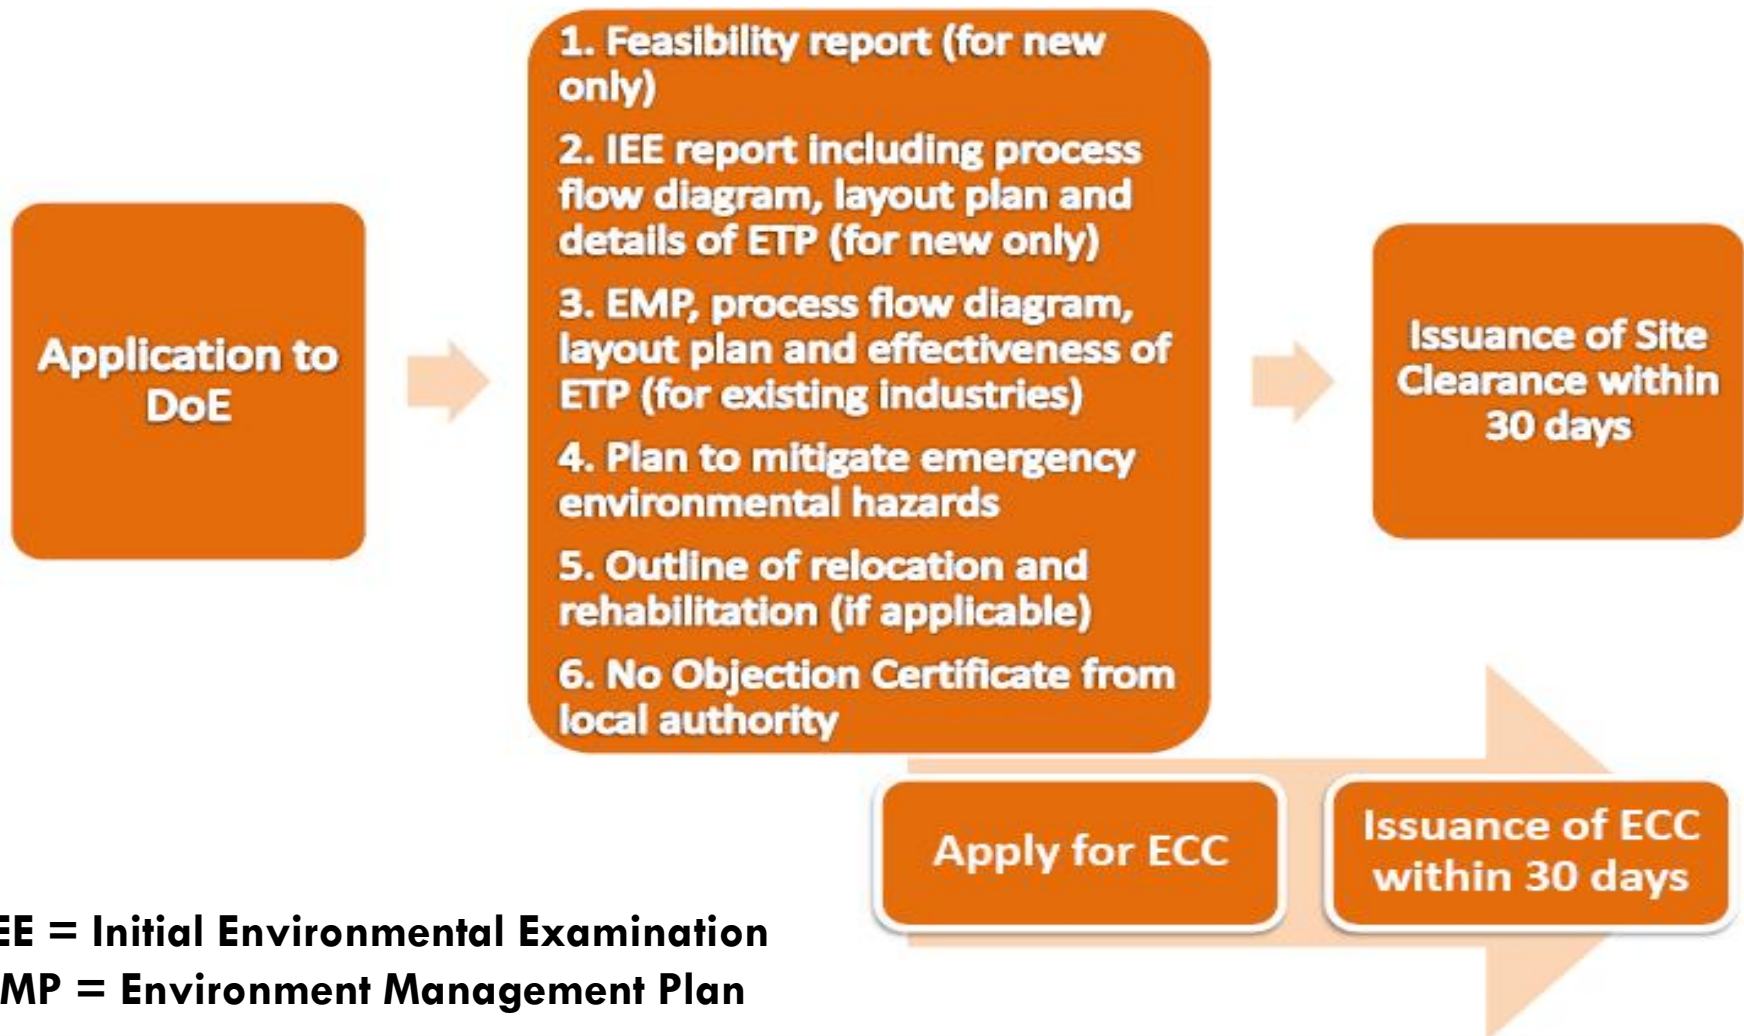 Application to
DoE
1. Feasibility report (for new
only)
2. IEE report including process
flow diagram, layout plan and
details of ETP (for new only)
3. EMP, process flow diagram,
layout plan and effectiveness of
ETP (for existing industries)
4. Plan to mitigate emergency
environmental hazards
5. Outline of relocation and
rehabilitation (if applicable)
6. No Objection Certificate from
local authority
Issuance of Site
Clearance within
30 days
Apply for ECC
Issuance of ECC
within 30 days
EE = Initial Environmental Examination
MP = Environment Management Plan